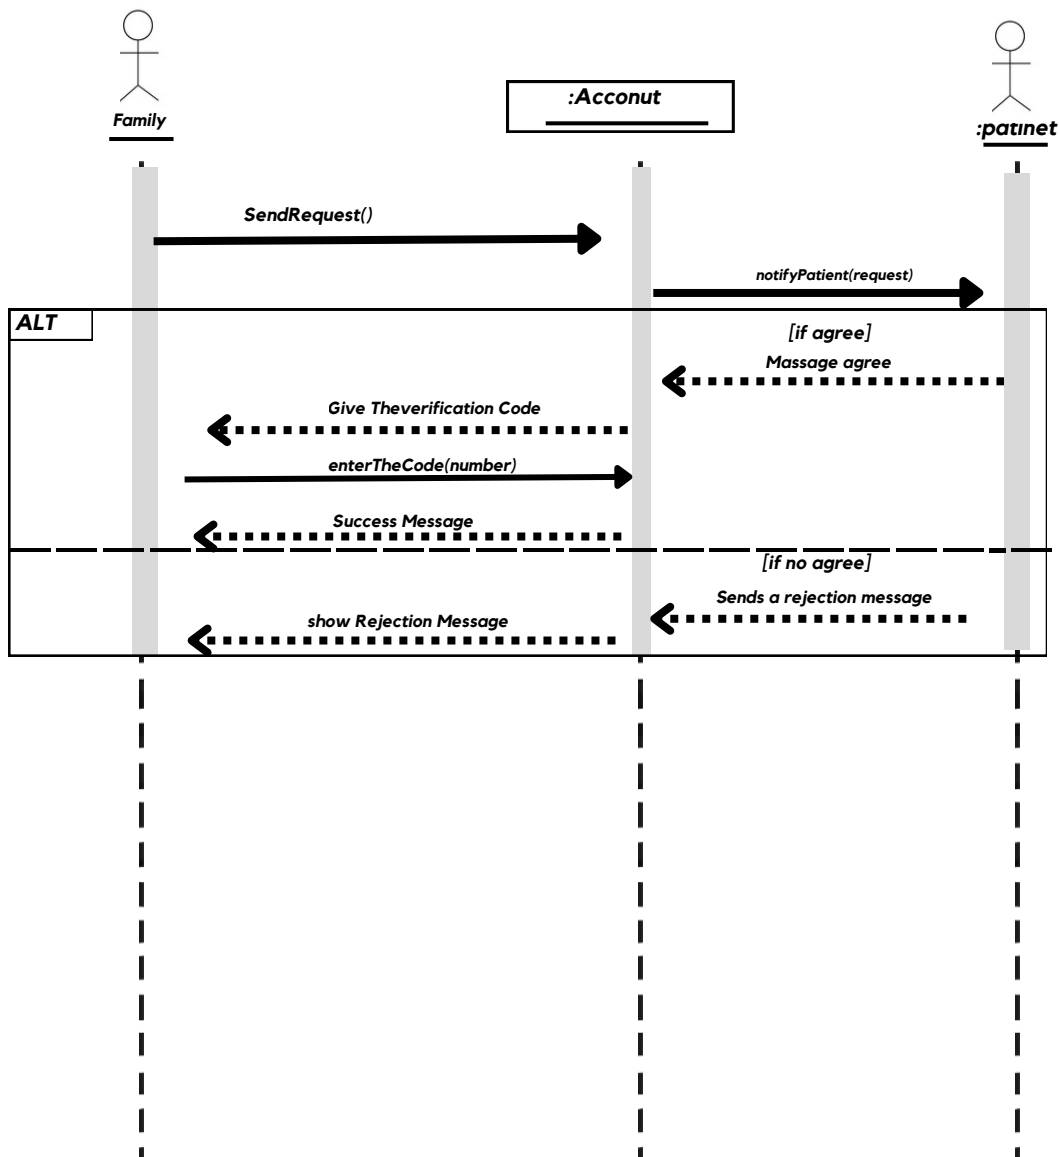 Family
:Acconut
:patinet
SendRequest()
notifyPatient(request)
ALT
[if agree]
Massage agree
Give Theverification Code
enterTheCode(number)
Success Message
[if no agree]
Sends a rejection message
show Rejection Message